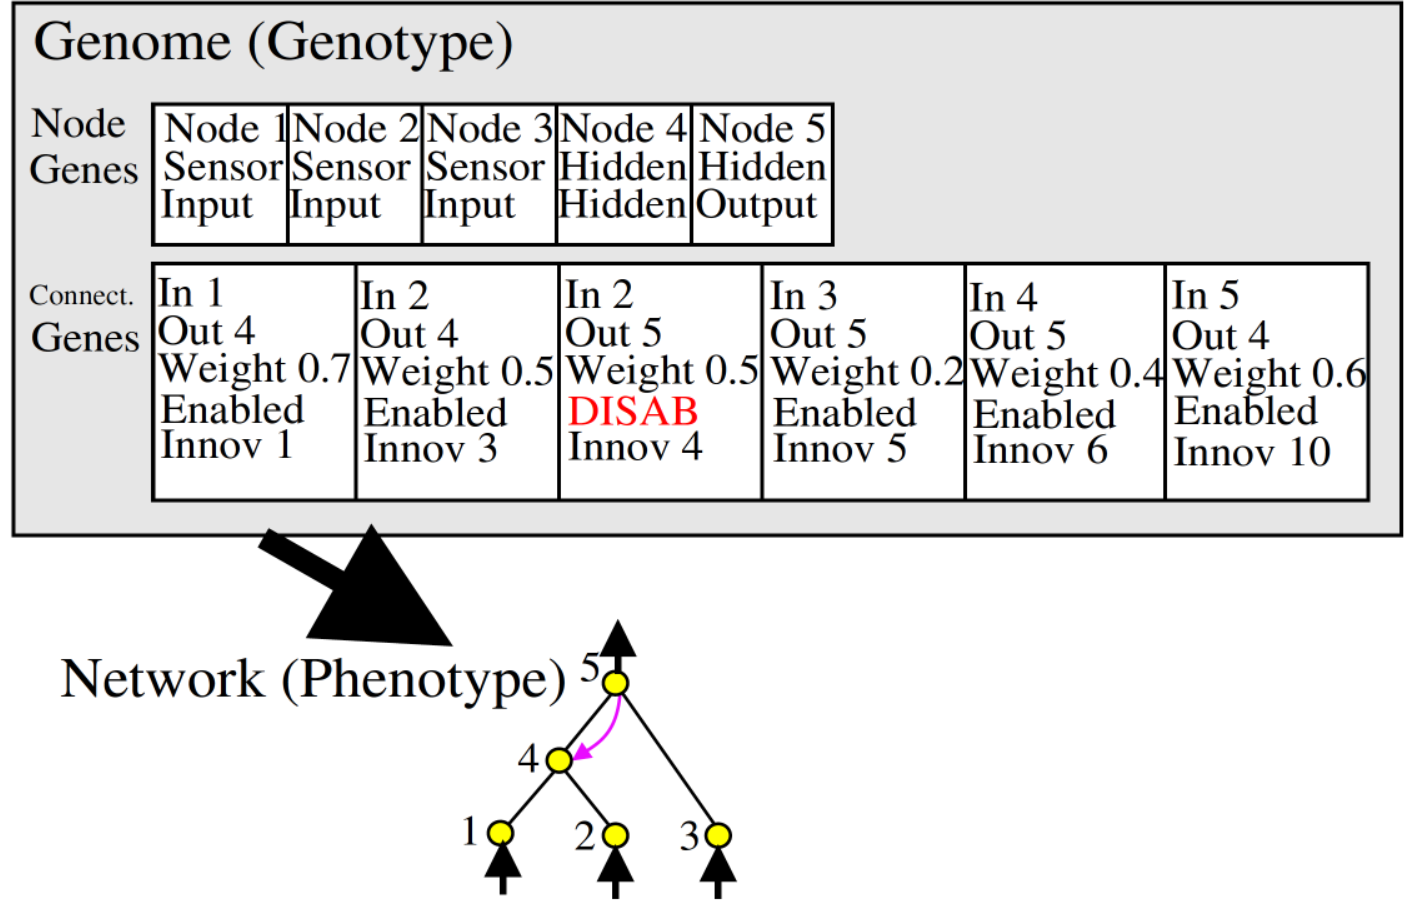 Genome (Genotype)
Node
Genes
Node 1
Sensor
Input
Node 2
Sensor
Input
Node 3
Sensor
Input
Node 4
Hidden
Hidden
Node 5
Hidden
Output
Connect.
Genes
In 1
Out 4
Weight 0.7
Enabled
Innov 1
In 2
Out 4
Weight 0.5
Enabled
Innov 3
In 2
Out 5
Weight 0.5
DISAB
Innov 4
In 3
Out 5
Weight 0.2
Enabled
Innov 5
In 4
Out 5
Weight 0.4
Enabled
Innov 6
In 5
Out 4
Weight 0.6
Enabled
Innov 10
Network (Phenotype)
5
4
1
2
3